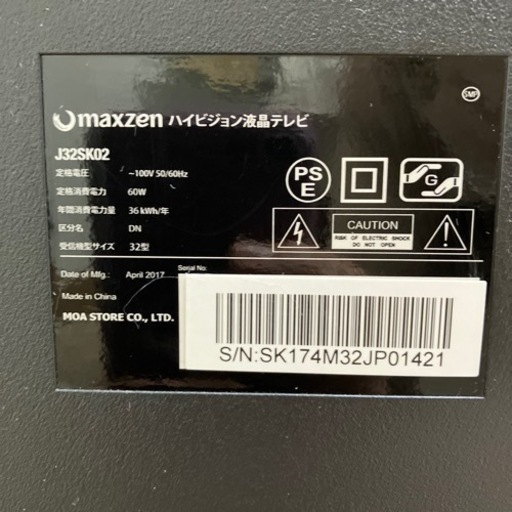 maxzen ハイビジョン液晶テレビ
SMP
J32SK02
定格電圧 ~100V 50/60Hz
定格消費電力 60W
年間消費電力量 36 kWh/年
区分名 DN
受信機型サイズ 32型
PS
E
G
CAUTION
RISK OF ELECTRIC SHOCK
DO NOT OPEN
Date of Mfg.: April 2017
Serial No:
Made in China
MOA STORE CO., LTD.
S/N:SK174M32JP01421